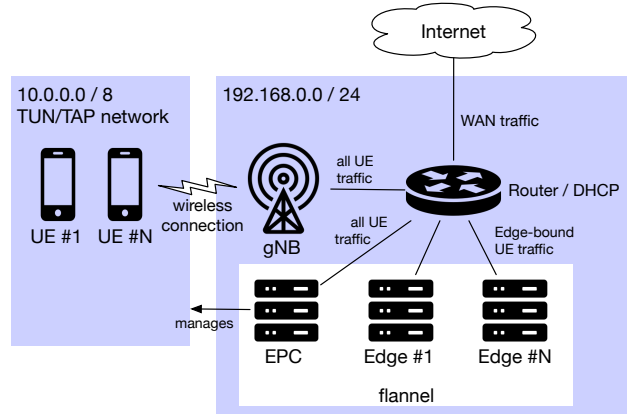 Internet
10.0.0.0 / 8
TUN/TAP network
192.168.0.0 / 24
WAN traffic
all UE
traffic
Router / DHCP
wireless
connection
UE #1
UE #N
gNB
all UE
traffic
Edge-bound
UE traffic
manages
EPC
Edge #1
Edge #N
flannel